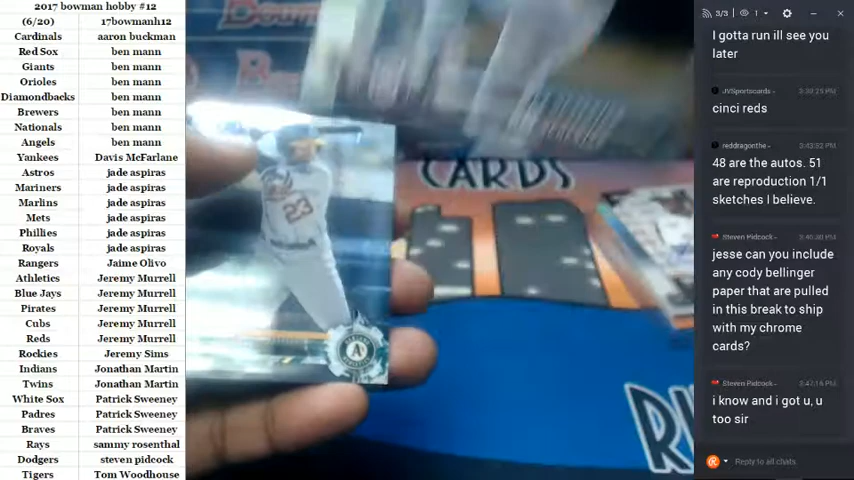 2017 bowman hobby #12
(6/20) 17bowmanh12
Cardinals aaron buckman
Red Sox ben mann
Giants ben mann
Orioles ben mann
Diamondbacks ben mann
Brewers ben mann
Nationals ben mann
Angels ben mann
Yankees Davis McFarlane
Astros jade aspiras
Mariners jade aspiras
Marlins jade aspiras
Mets jade aspiras
Phillies jade aspiras
Royals jade aspiras
Rangers Jaime Olivo
Athletics Jeremy Murrell
Blue Jays Jeremy Murrell
Pirates Jeremy Murrell
Cubs Jeremy Murrell
Reds Jeremy Murrell
Rockies Jeremy Sims
Indians Jonathan Martin
Twins Jonathan Martin
White Sox Patrick Sweeney
Padres Patrick Sweeney
Braves Patrick Sweeney
Rays sammy rosenthal
Dodgers steven pidcock
Tigers Tom Woodhouse
CARDS
23
A's
RI
3/3 1
I gotta run ill see you
later
JVSportscards
cinci reds
reddragonthe
48 are the autos. 51
are reproduction 1/1
sketches I believe.
Steven Pidcock
jesse can you include
any cody bellinger
paper that are pulled
in this break to ship
with my chrome
cards?
Steven Pidcock
i know and i got u, u
too sir
Reply to all chats